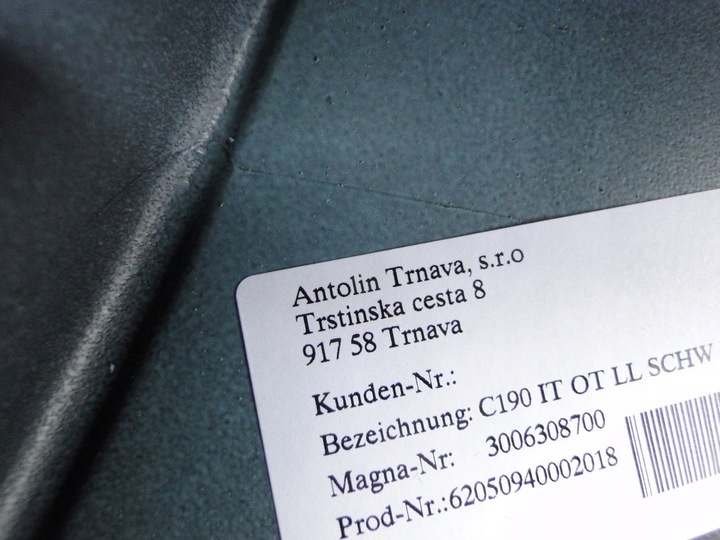 Antolin Trnava, s.r.o
Trstinska cesta 8
917 58 Trnava
Kunden-Nr.:
Bezeichnung: C190 IT OT LL SCHW
Magna-Nr: 3006308700
Prod-Nr.:62050940002018